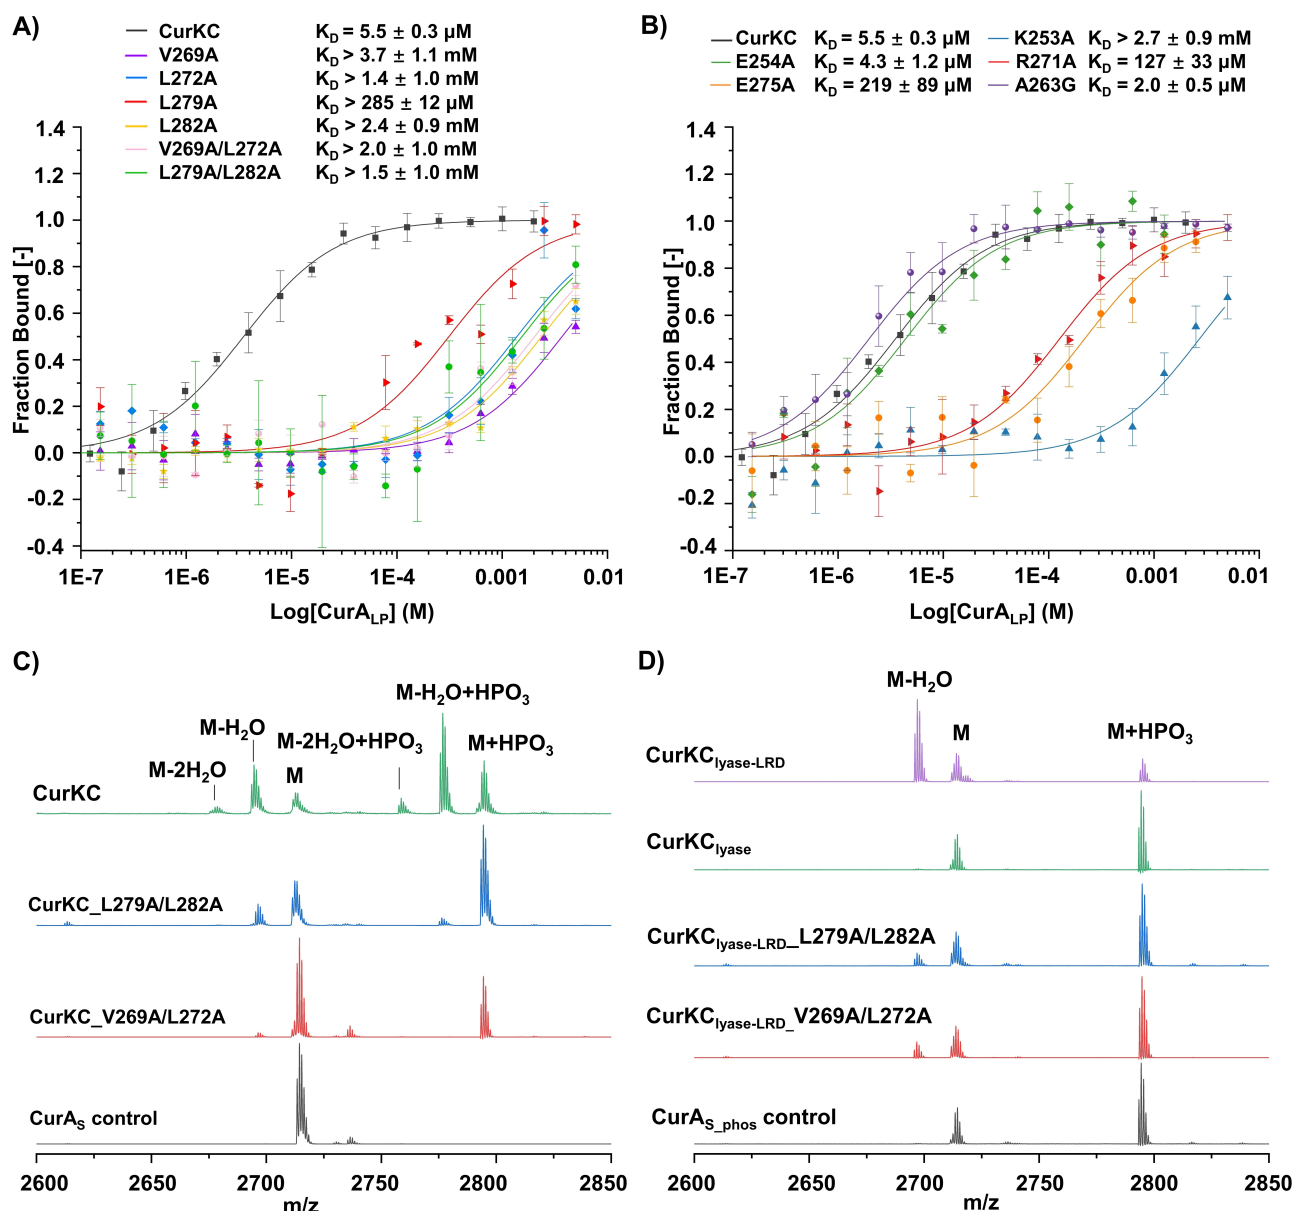 A)
CurKC K_D = 5.5 ± 0.3 µM
V269A K_D > 3.7 ± 1.1 mM
L272A K_D > 1.4 ± 1.0 mM
L279A K_D > 285 ± 12 µM
L282A K_D > 2.4 ± 0.9 mM
V269A/L272A K_D > 2.0 ± 1.0 mM
L279A/L282A K_D > 1.5 ± 1.0 mM
Fraction Bound [-]
1.4
1.2
1.0
0.8
0.6
0.4
0.2
0.0
-0.2
-0.4
1E-7 1E-6 1E-5 1E-4 0.001 0.01
Log[CurA_LP] (M)
B)
CurKC K_D = 5.5 ± 0.3 µM K253A K_D > 2.7 ± 0.9 mM
E254A K_D = 4.3 ± 1.2 µM R271A K_D = 127 ± 33 µM
E275A K_D = 219 ± 89 µM A263G K_D = 2.0 ± 0.5 µM
Fraction Bound [-]
1.4
1.2
1.0
0.8
0.6
0.4
0.2
0.0
-0.2
-0.4
1E-7 1E-6 1E-5 1E-4 0.001 0.01
Log[CurA_LP] (M)
C)
M-H₂O+HPO₃
M-H₂O
M-2H₂O+HPO₃ M+HPO₃
M-2H₂O M
CurKC
CurKC_L279A/L282A
CurKC_V269A/L272A
CurA_S control
2600 2650 2700 2750 2800 2850
m/z
D)
M-H₂O
M M+HPO₃
CurKC_lyase-LRD
CurKC_lyase
CurKC_lyase-LRD_L279A/L282A
CurKC_lyase-LRD_V269A/L272A
CurA_S_phos control
2600 2650 2700 2750 2800 2850
m/z